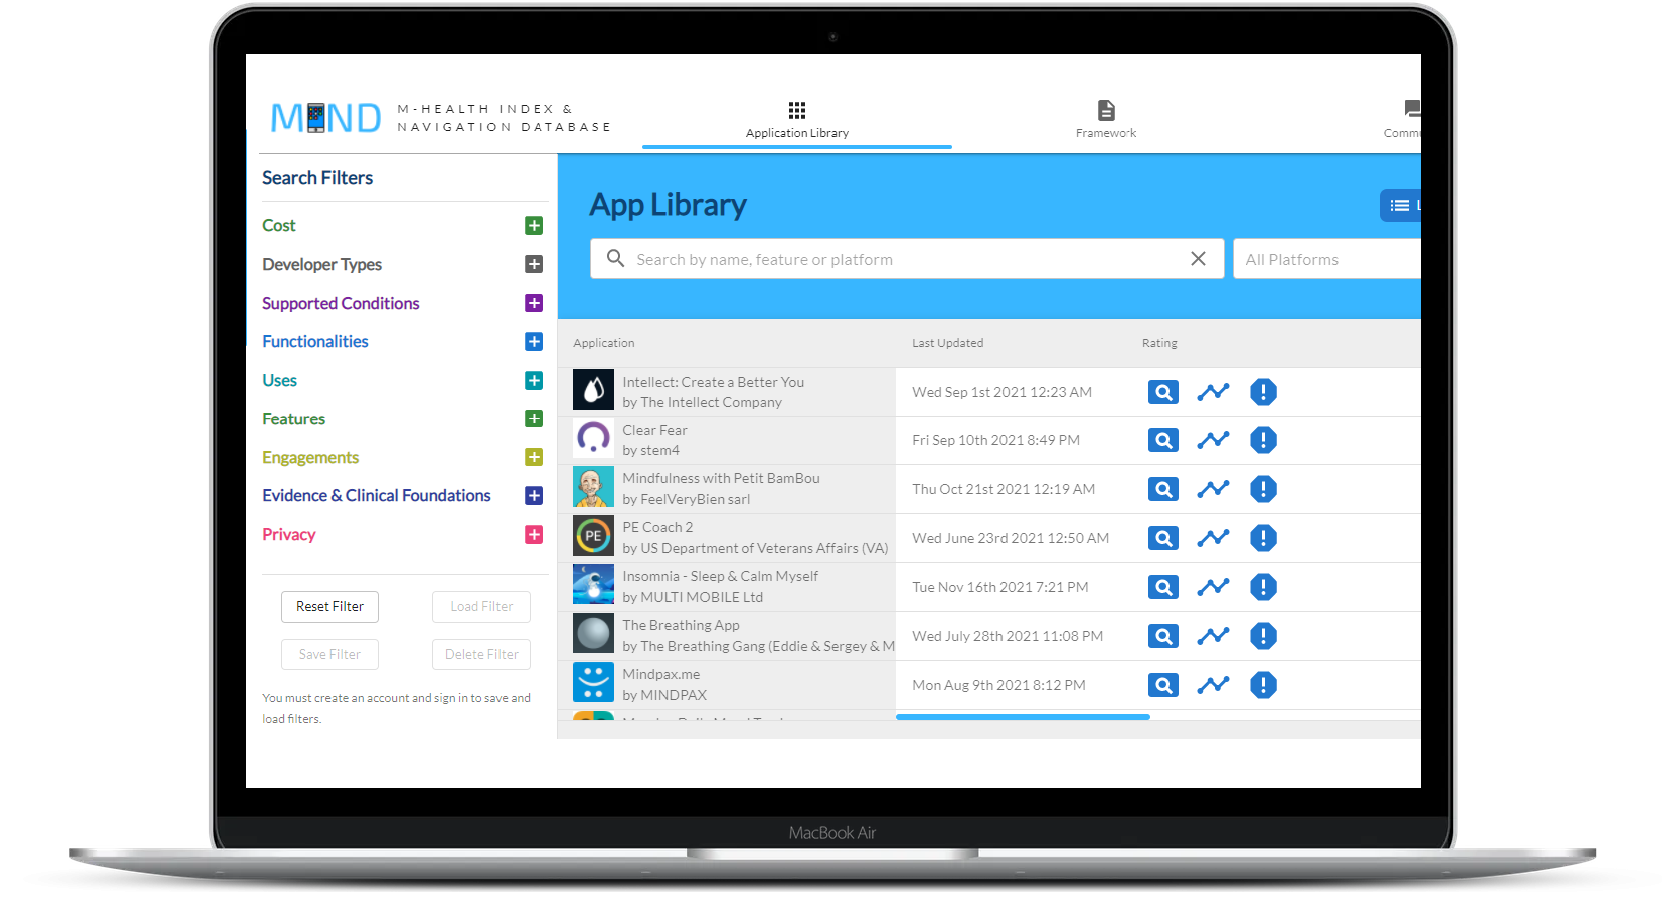 MIND
M-HEALTH INDEX &
NAVIGATION DATABASE
Application Library
Framework
Search Filters
Cost
Developer Types
Supported Conditions
Functionalities
Uses
Features
Engagements
Evidence & Clinical Foundations
Privacy
Reset Filter
Load Filter
Save Filter
Delete Filter
You must create an account and sign in to save and
load filters.
App Library
Search by name, feature or platform
All Platforms
Application Last Updated Rating
Intellect: Create a Better You
by The Intellect Company
Wed Sep 1st 2021 12:23 AM
Clear Fear
by stem4
Fri Sep 10th 2021 8:49 PM
Mindfulness with Petit BamBou
by FeelVeryBien sarl
Thu Oct 21st 2021 12:19 AM
PE
PE Coach 2
by US Department of Veterans Affairs (VA)
Wed June 23rd 2021 12:50 AM
Insomnia - Sleep & Calm Myself
by MULTI MOBILE Ltd
Tue Nov 16th 2021 7:21 PM
The Breathing App
by The Breathing Gang (Eddie & Sergey & M
Wed July 28th 2021 11:08 PM
Mindpax.me
by MINDPAX
Mon Aug 9th 2021 8:12 PM
MacBook Air